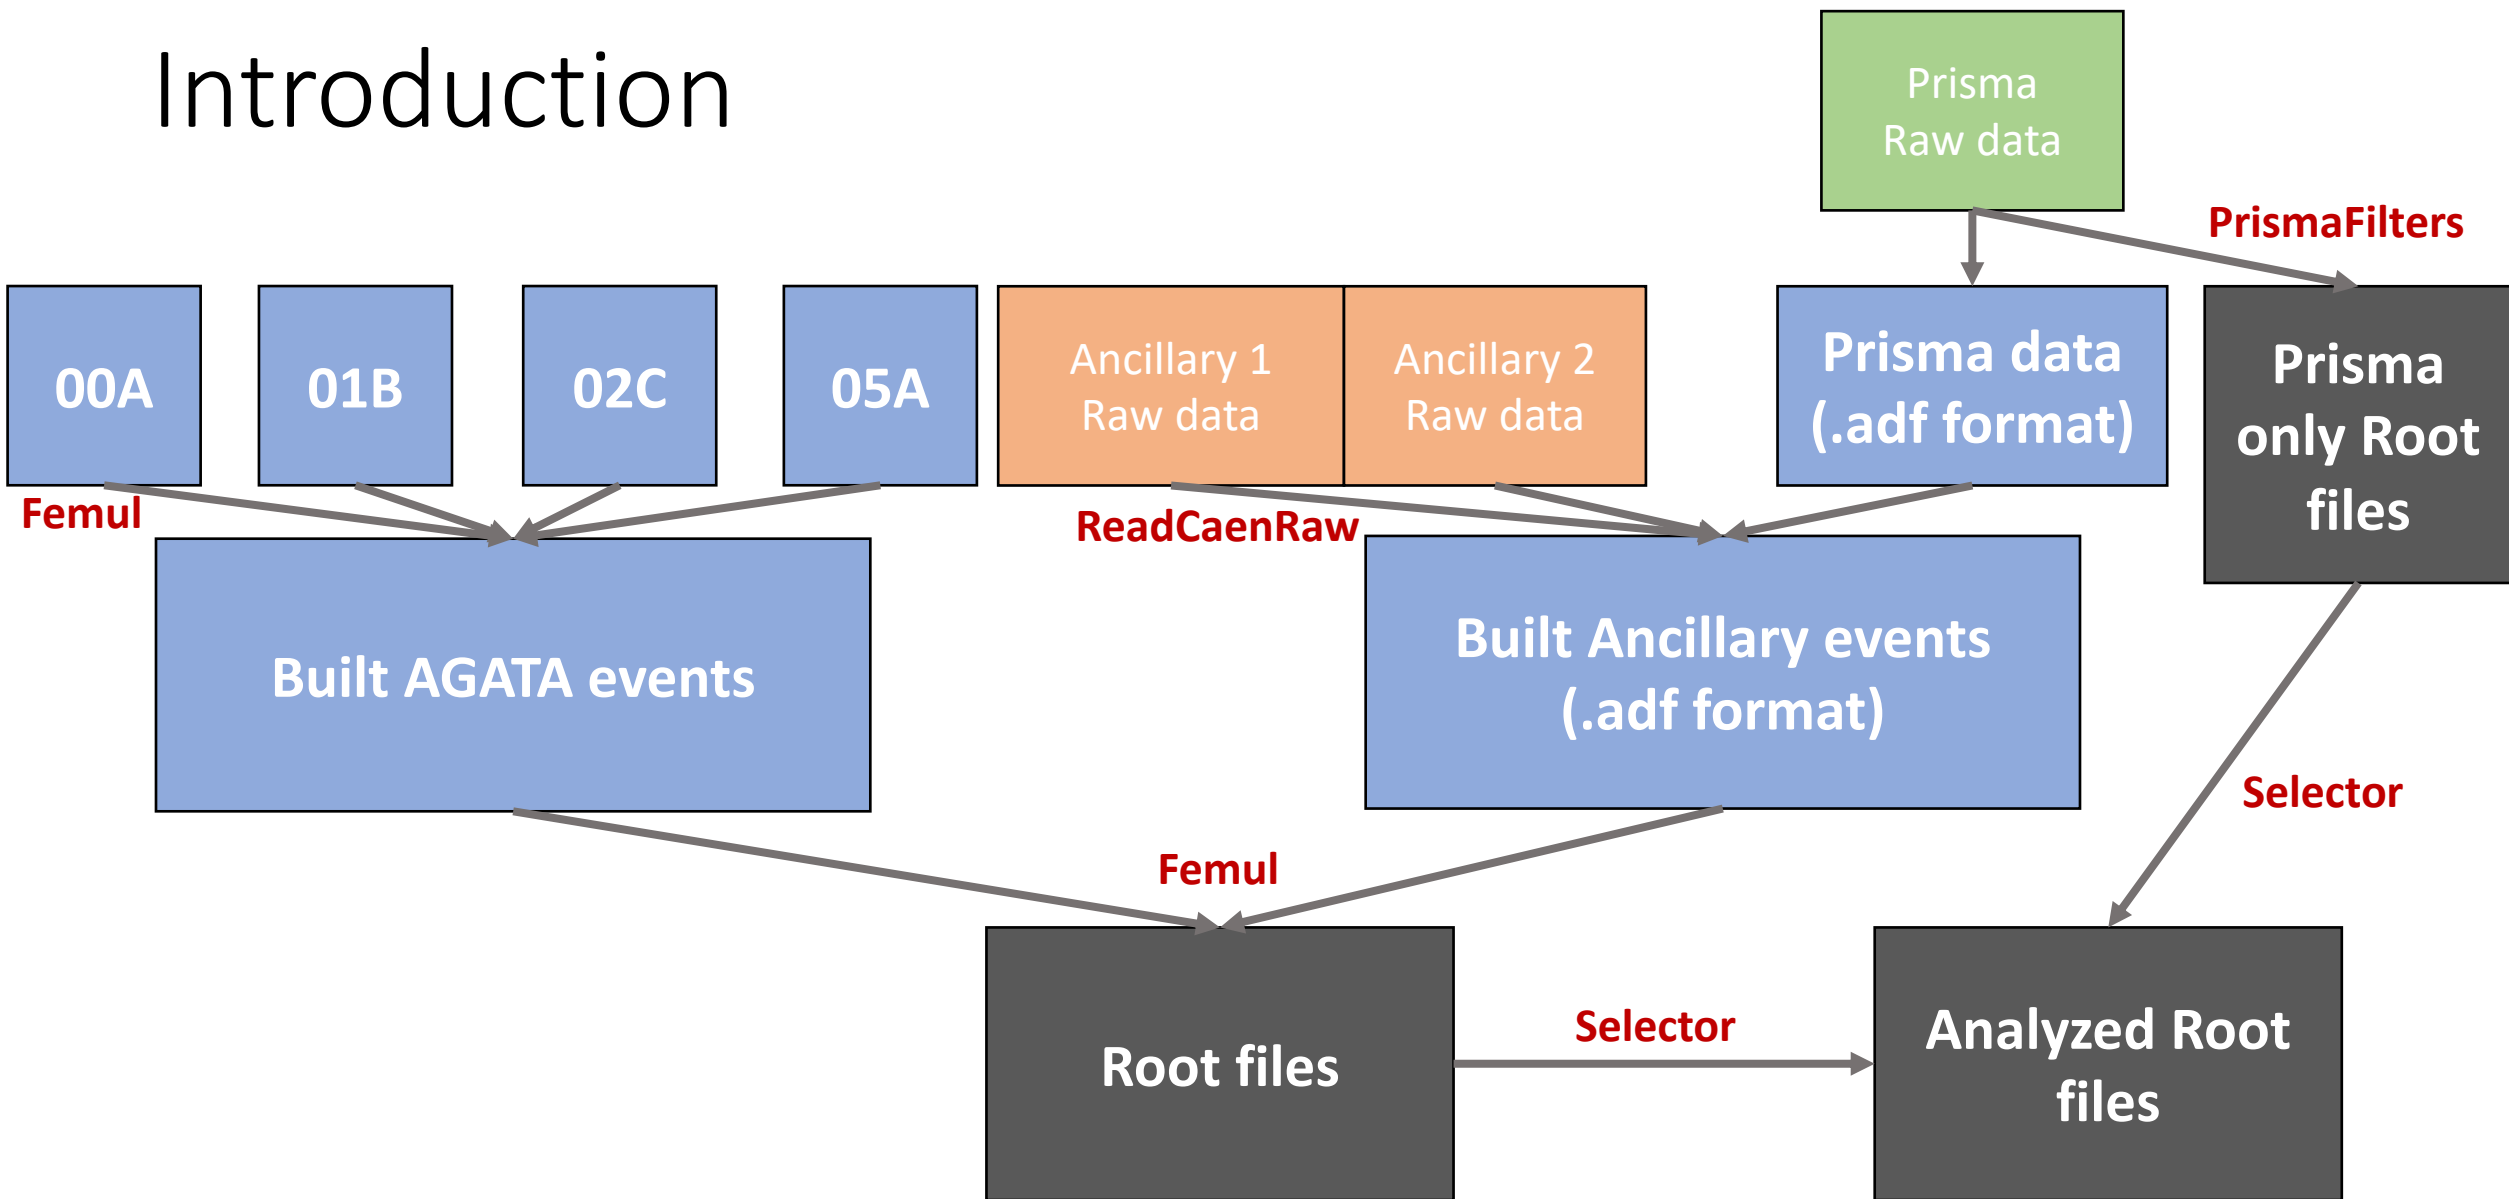 Introduction
Prisma
Raw data
PrismaFilters
00A
01B
02C
05A
Ancillary 1
Raw data
Ancillary 2
Raw data
Prisma data
(.adf format)
Prisma
only Root
files
Femul
ReadCaenRaw
Built AGATA events
Built Ancillary events
(.adf format)
Selector
Femul
Root files
Selector
Analyzed Root
files